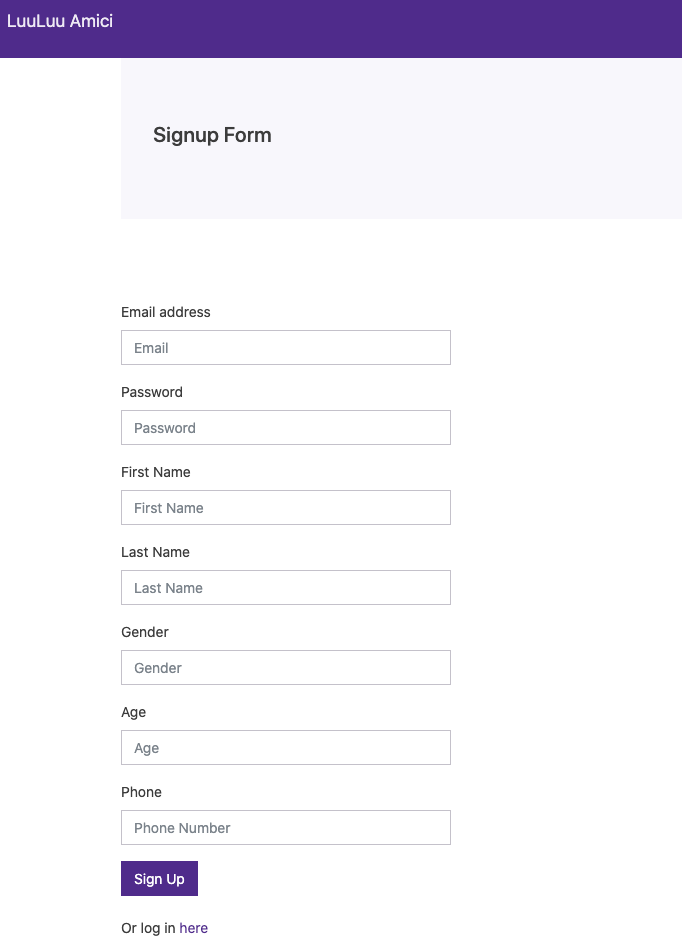 LuuLuu Amici
Signup Form
Email address
Email
Password
Password
First Name
First Name
Last Name
Last Name
Gender
Gender
Age
Age
Phone
Phone Number
Sign Up
Or log in here